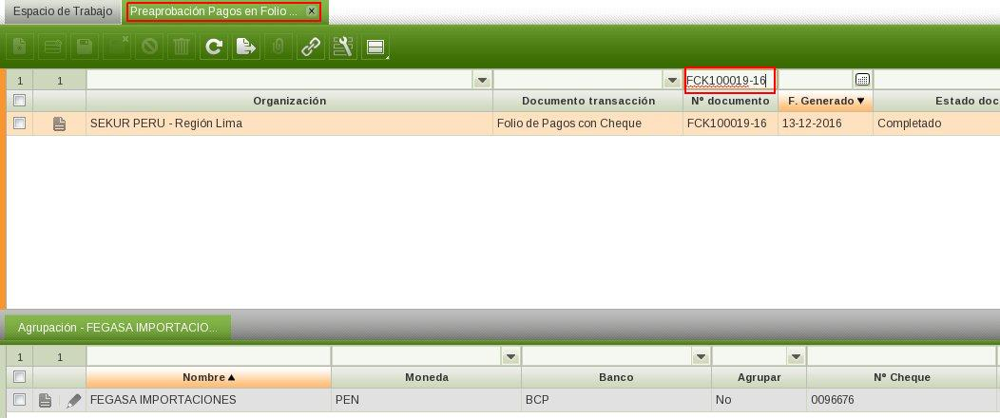 Espacio de Trabajo Preaprobación Pagos en Folio ... x
1 1 FCK100019-16
Organización Documento transacción Nº documento F. Generado Estado doc
SEKUR PERU - Región Lima Folio de Pagos con Cheque FCK100019-16 13-12-2016 Completado
Agrupación - FEGASA IMPORTACIO...
1 1
Nombre Moneda Banco Agrupar Nº Cheque
FEGASA IMPORTACIONES PEN BCP No 0096676